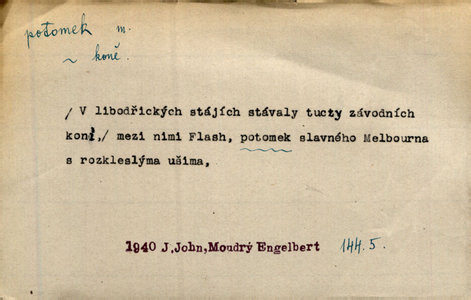 potomek m.
~ koně.
/ V libodřických stájích stávaly tucty závodních
koní,/ mezi nimi Flash, potomek slavného Melbourna
s rozkleslýma ušima,
1940 J.John,Moudrý Engelbert 144.5.